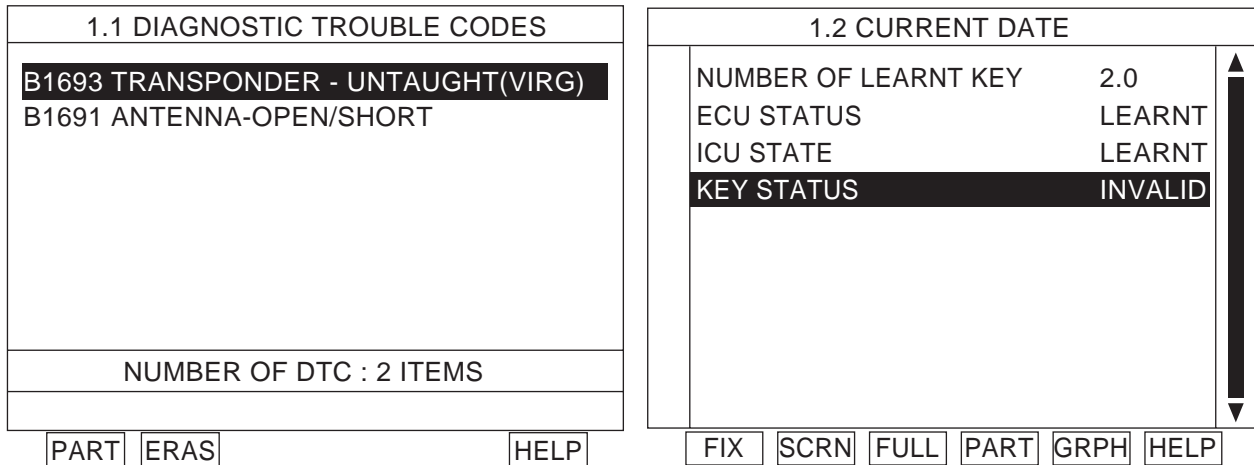 1.1 DIAGNOSTIC TROUBLE CODES
B1693 TRANSPONDER - UNTAUGHT(VIRG)
B1691 ANTENNA-OPEN/SHORT
NUMBER OF DTC : 2 ITEMS
PART ERAS HELP
1.2 CURRENT DATE
NUMBER OF LEARNT KEY 2.0
ECU STATUS LEARNT
ICU STATE LEARNT
KEY STATUS INVALID
FIX SCRN FULL PART GRPH HELP